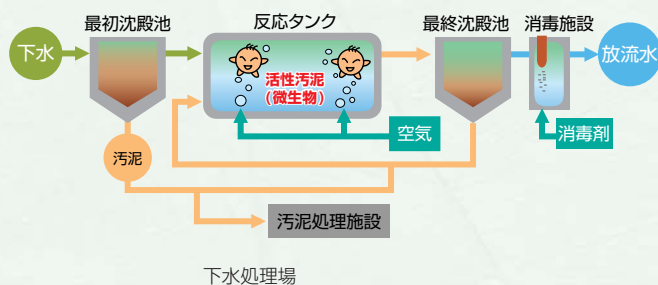 最初沈殿池
反応タンク
最終沈殿池
消毒施設
下水
活性汚泥
(微生物)
放流水
空気
消毒剤
汚泥
汚泥処理施設
下水処理場